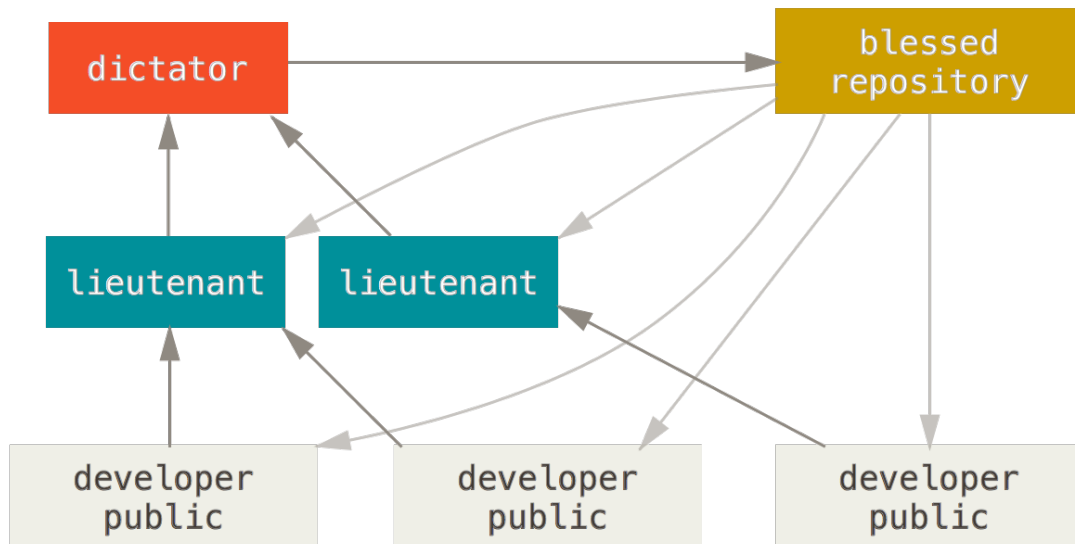 dictator
blessed
repository
lieutenant
lieutenant
developer
public
developer
public
developer
public